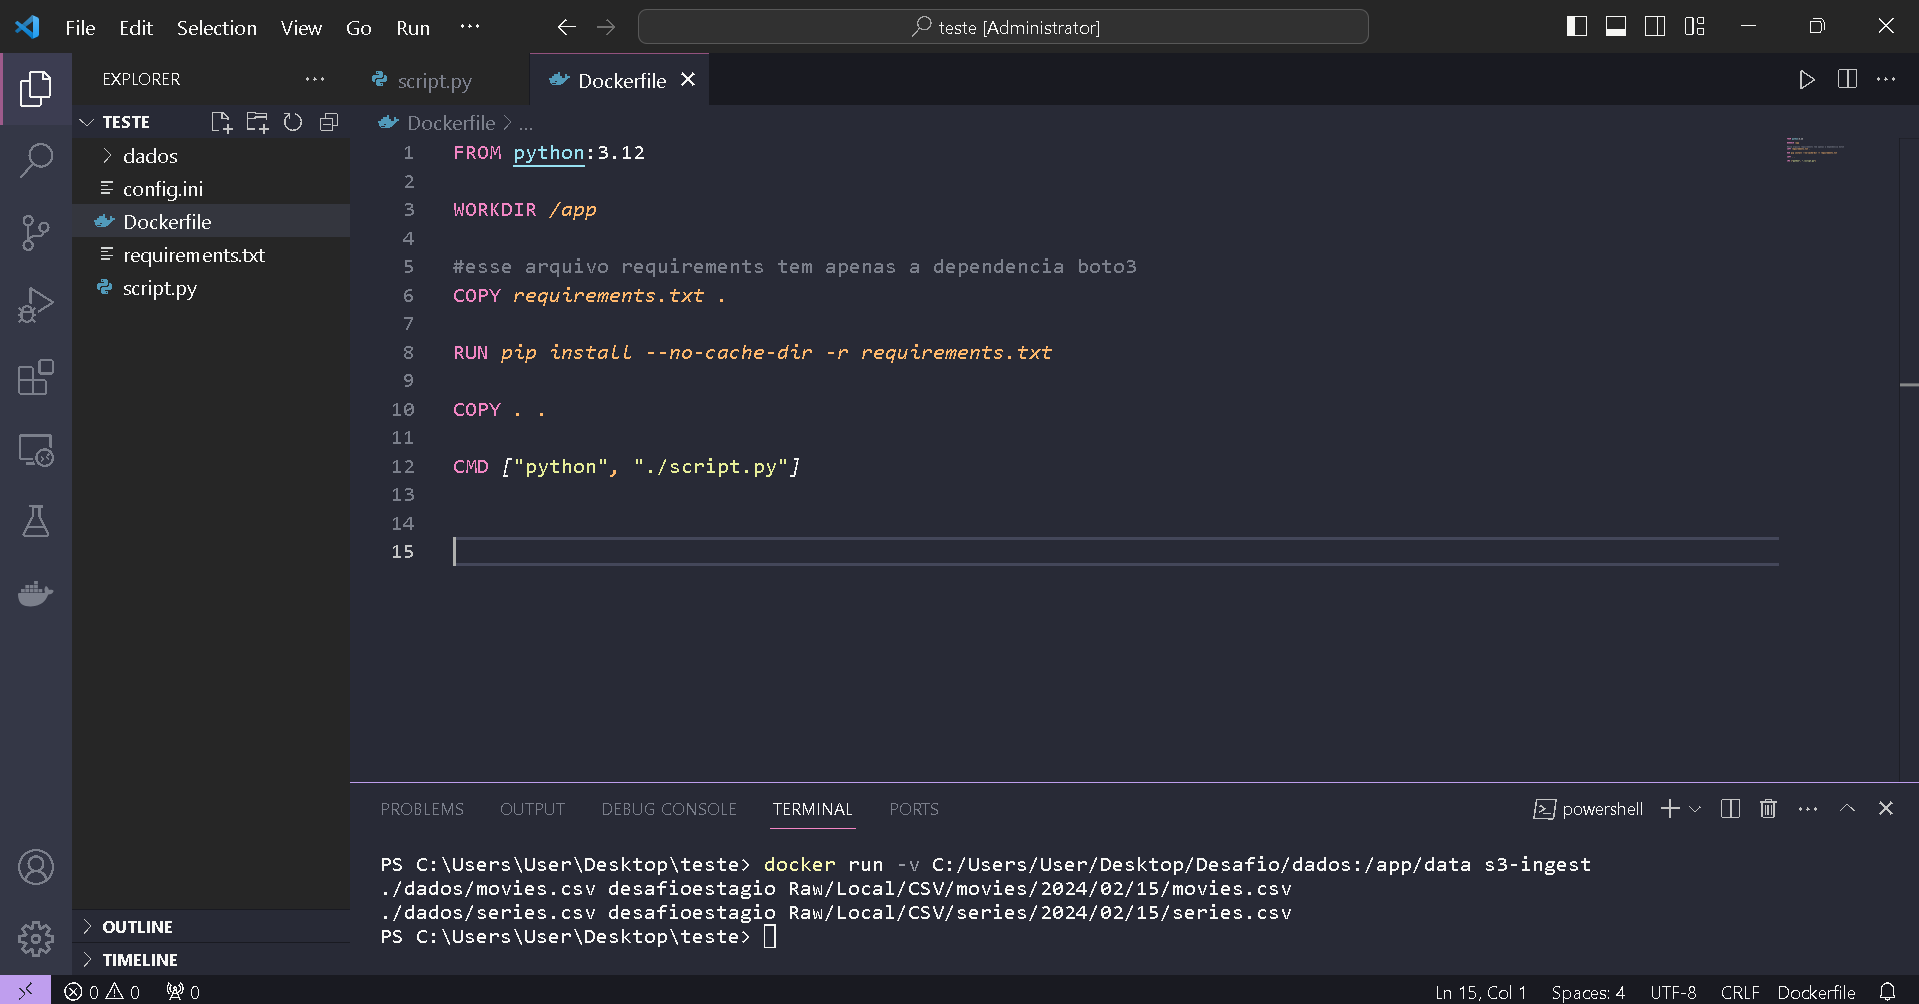 File Edit Selection View Go Run ...
teste [Administrator]
EXPLORER
script.py
Dockerfile
TESTE
dados
config.ini
Dockerfile
requirements.txt
script.py
OUTLINE
TIMELINE
Dockerfile > ...
1 FROM python:3.12
2
3 WORKDIR /app
4
5 #esse arquivo requirements tem apenas a dependencia boto3
6 COPY requirements.txt .
7
8 RUN pip install --no-cache-dir -r requirements.txt
9
10 COPY . .
11
12 CMD ["python", "./script.py"]
13
14
15
PROBLEMS OUTPUT DEBUG CONSOLE TERMINAL PORTS
powershell
PS C:\Users\User\Desktop\teste> docker run -v C:/Users/User/Desktop/Desafio/dados:/app/data s3-ingest
./dados/movies.csv desafioestagio Raw/Local/CSV/movies/2024/02/15/movies.csv
./dados/series.csv desafioestagio Raw/Local/CSV/series/2024/02/15/series.csv
PS C:\Users\User\Desktop\teste>
0 0 0
Ln 15, Col 1 Spaces: 4 UTF-8 CRLF Dockerfile